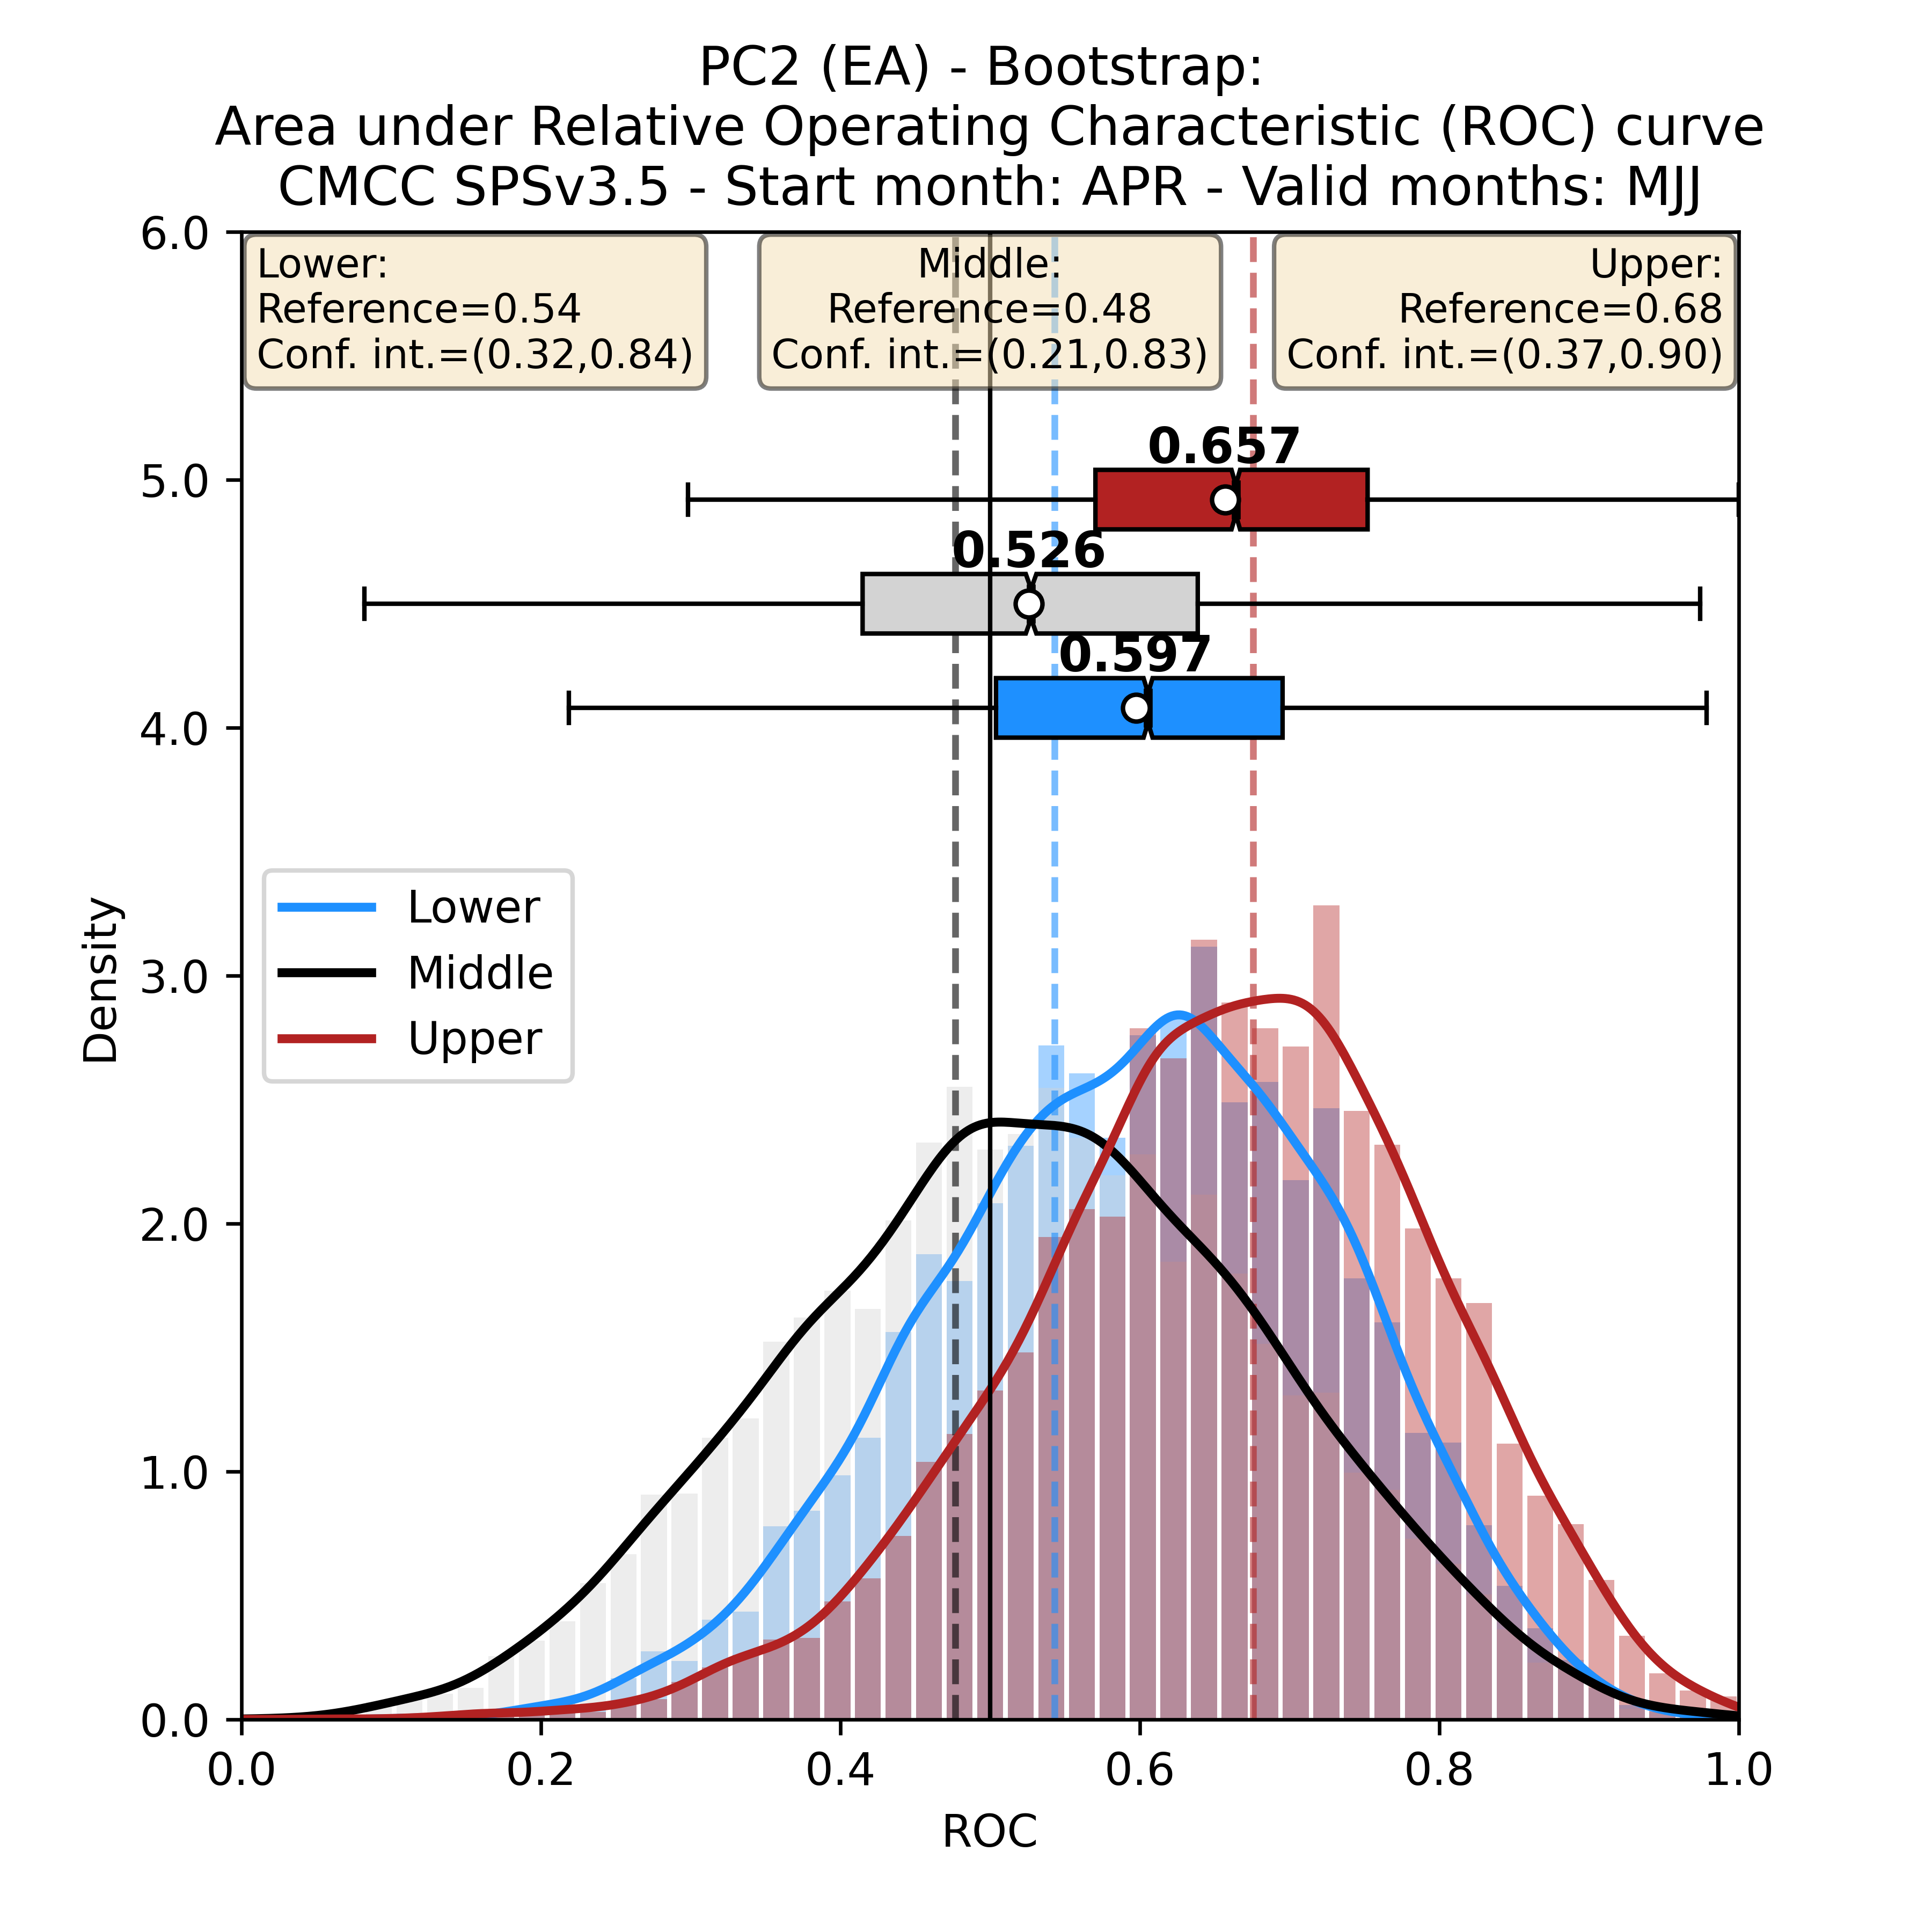 PC2 (EA) - Bootstrap:
Area under Relative Operating Characteristic (ROC) curve
CMCC SPSv3.5 - Start month: APR - Valid months: MJJ
Lower:
Reference=0.54
Conf. int.=(0.32,0.84)
Middle:
Reference=0.48
Conf. int.=(0.21,0.83)
Upper:
Reference=0.68
Conf. int.=(0.37,0.90)
0.657
0.526
0.597
6.0
5.0
4.0
3.0
2.0
1.0
0.0
Density
Lower
Middle
Upper
0.0
0.2
0.4
0.6
0.8
1.0
ROC